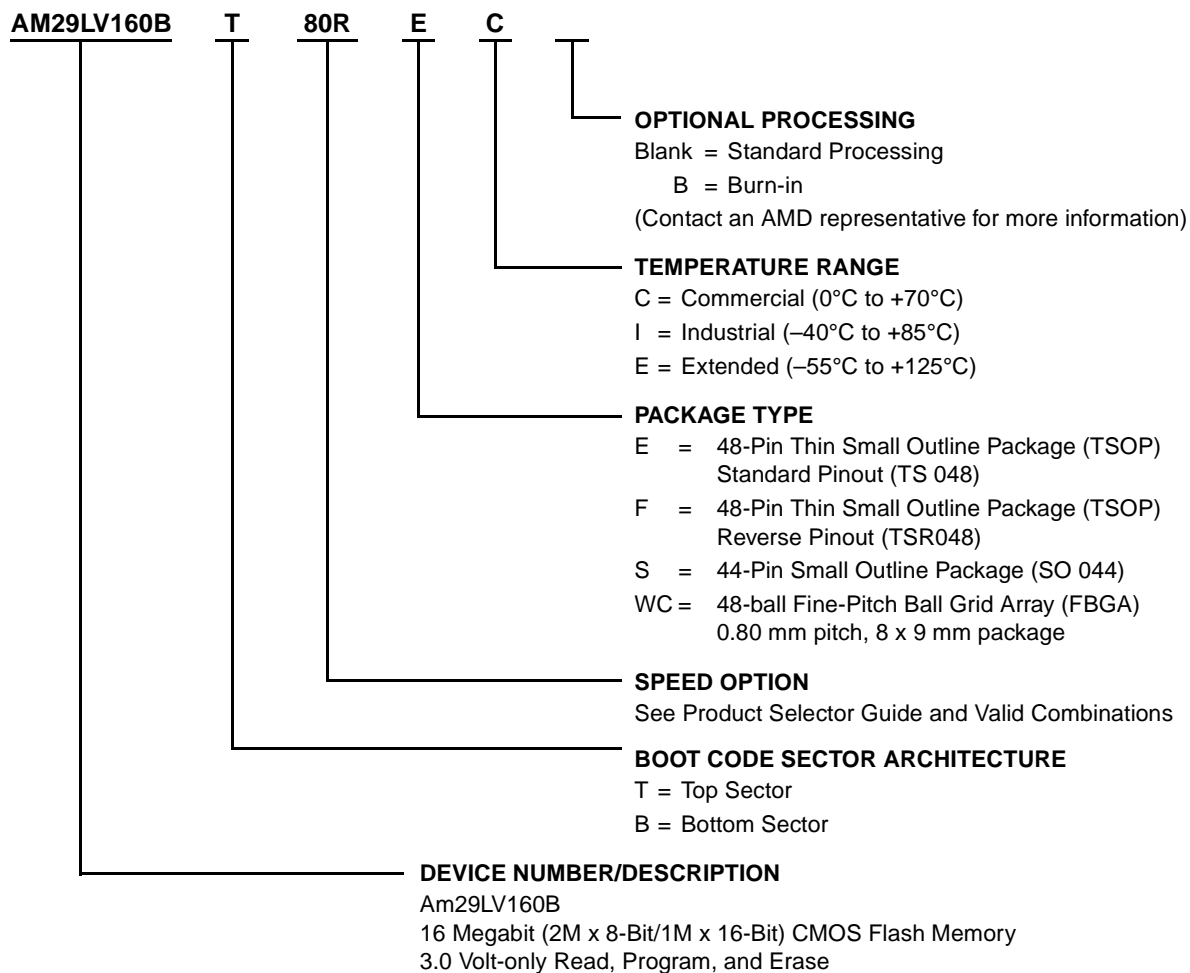 AM29LV160B T 80R E C
OPTIONAL PROCESSING
Blank = Standard Processing
B = Burn-in
(Contact an AMD representative for more information)
TEMPERATURE RANGE
C = Commercial (0°C to +70°C)
I = Industrial (–40°C to +85°C)
E = Extended (–55°C to +125°C)
PACKAGE TYPE
E = 48-Pin Thin Small Outline Package (TSOP)
Standard Pinout (TS 048)
F = 48-Pin Thin Small Outline Package (TSOP)
Reverse Pinout (TSR048)
S = 44-Pin Small Outline Package (SO 044)
WC = 48-ball Fine-Pitch Ball Grid Array (FBGA)
0.80 mm pitch, 8 x 9 mm package
SPEED OPTION
See Product Selector Guide and Valid Combinations
BOOT CODE SECTOR ARCHITECTURE
T = Top Sector
B = Bottom Sector
DEVICE NUMBER/DESCRIPTION
Am29LV160B
16 Megabit (2M x 8-Bit/1M x 16-Bit) CMOS Flash Memory
3.0 Volt-only Read, Program, and Erase